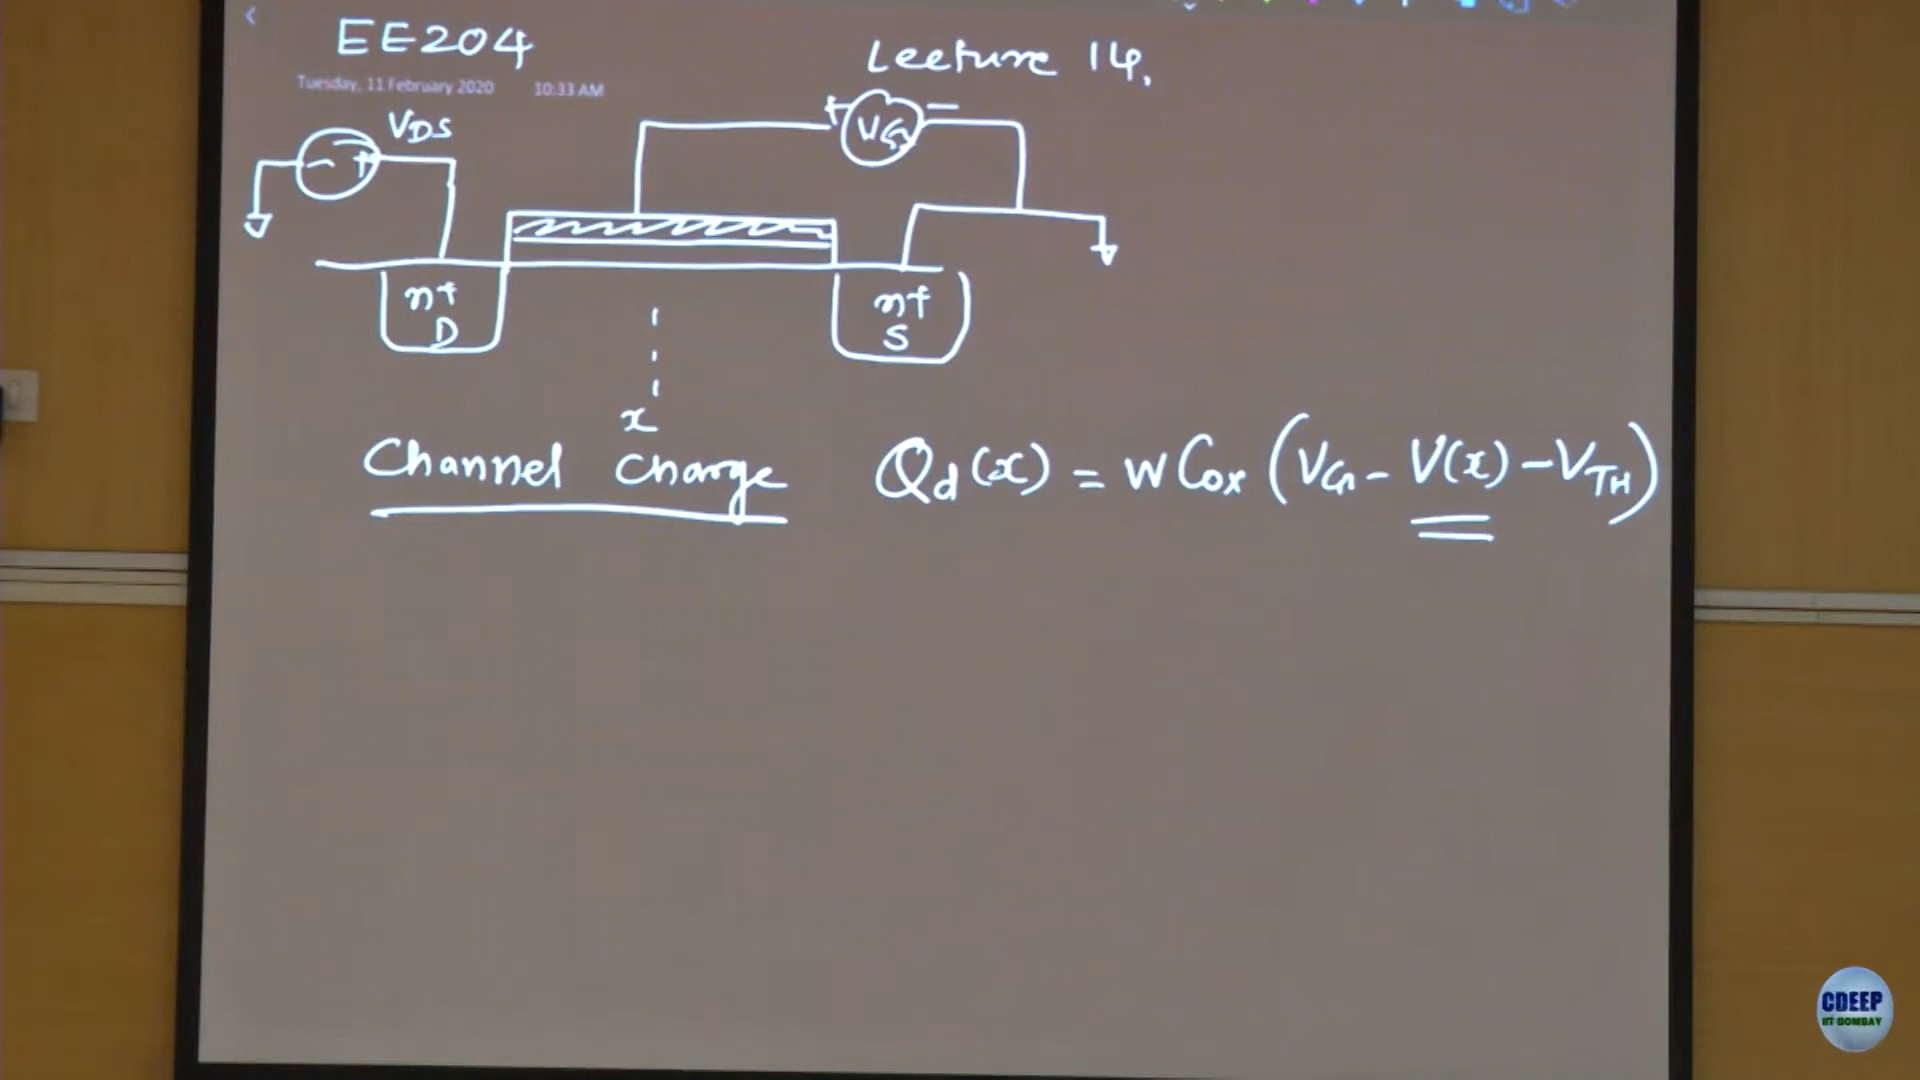 EE204
Lecture 14.
Tuesday, 11 February 2020 10:33 AM
VDS
- +
+ VG -
n+ D
n+ S
x
Channel charge Qd(x) = WCox (VG - V(x) - VTH)
CDEEP
IIT BOMBAY